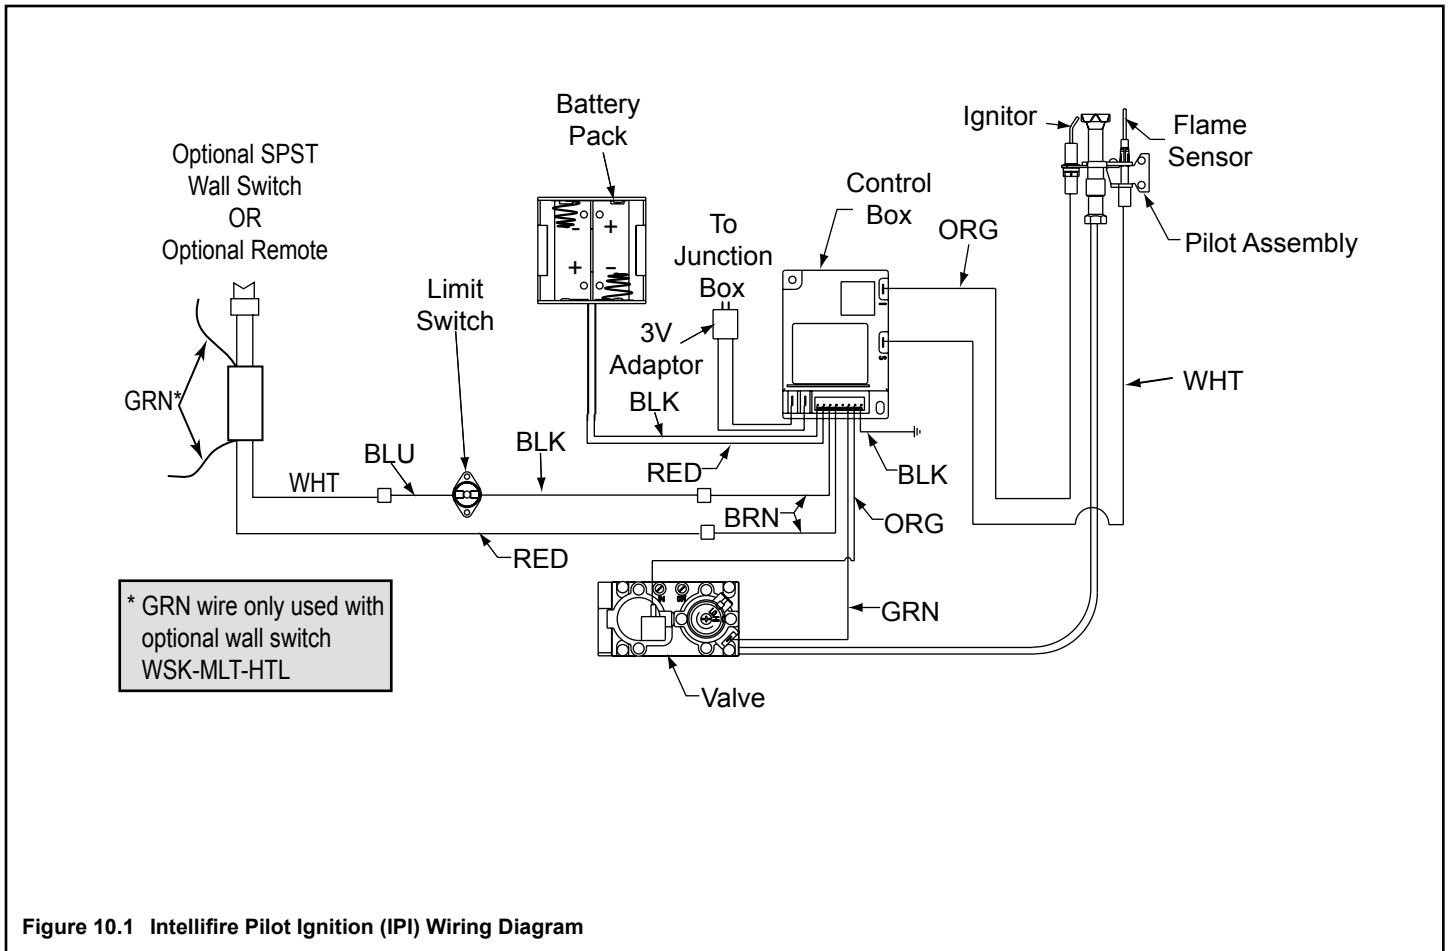 Battery
Pack
Ignitor
Flame
Sensor
Optional SPST
Wall Switch
OR
Optional Remote
Control
Box
To
Junction
Box
ORG
Pilot Assembly
Limit
Switch
3V
Adaptor
I
S
WHT
GRN*
BLK
BLU
BLK
WHT
RED
BLK
BRN
ORG
RED
* GRN wire only used with
optional wall switch
WSK-MLT-HTL
GRN
Valve
Figure 10.1 Intellifire Pilot Ignition (IPI) Wiring Diagram